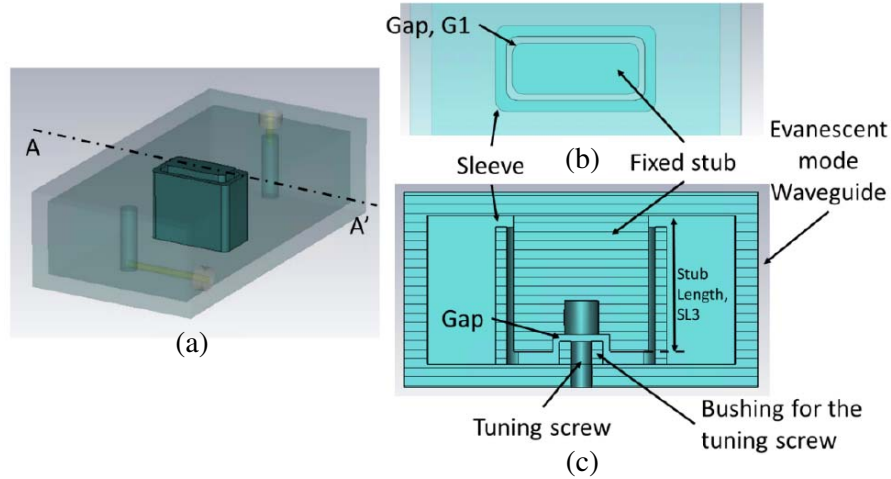 A
A'
(a)
Gap, G1
Sleeve
(b)
Fixed stub
Evanescent
mode
Waveguide
Stub
Length,
SL3
Gap
Tuning screw
Bushing for the
tuning screw
(c)